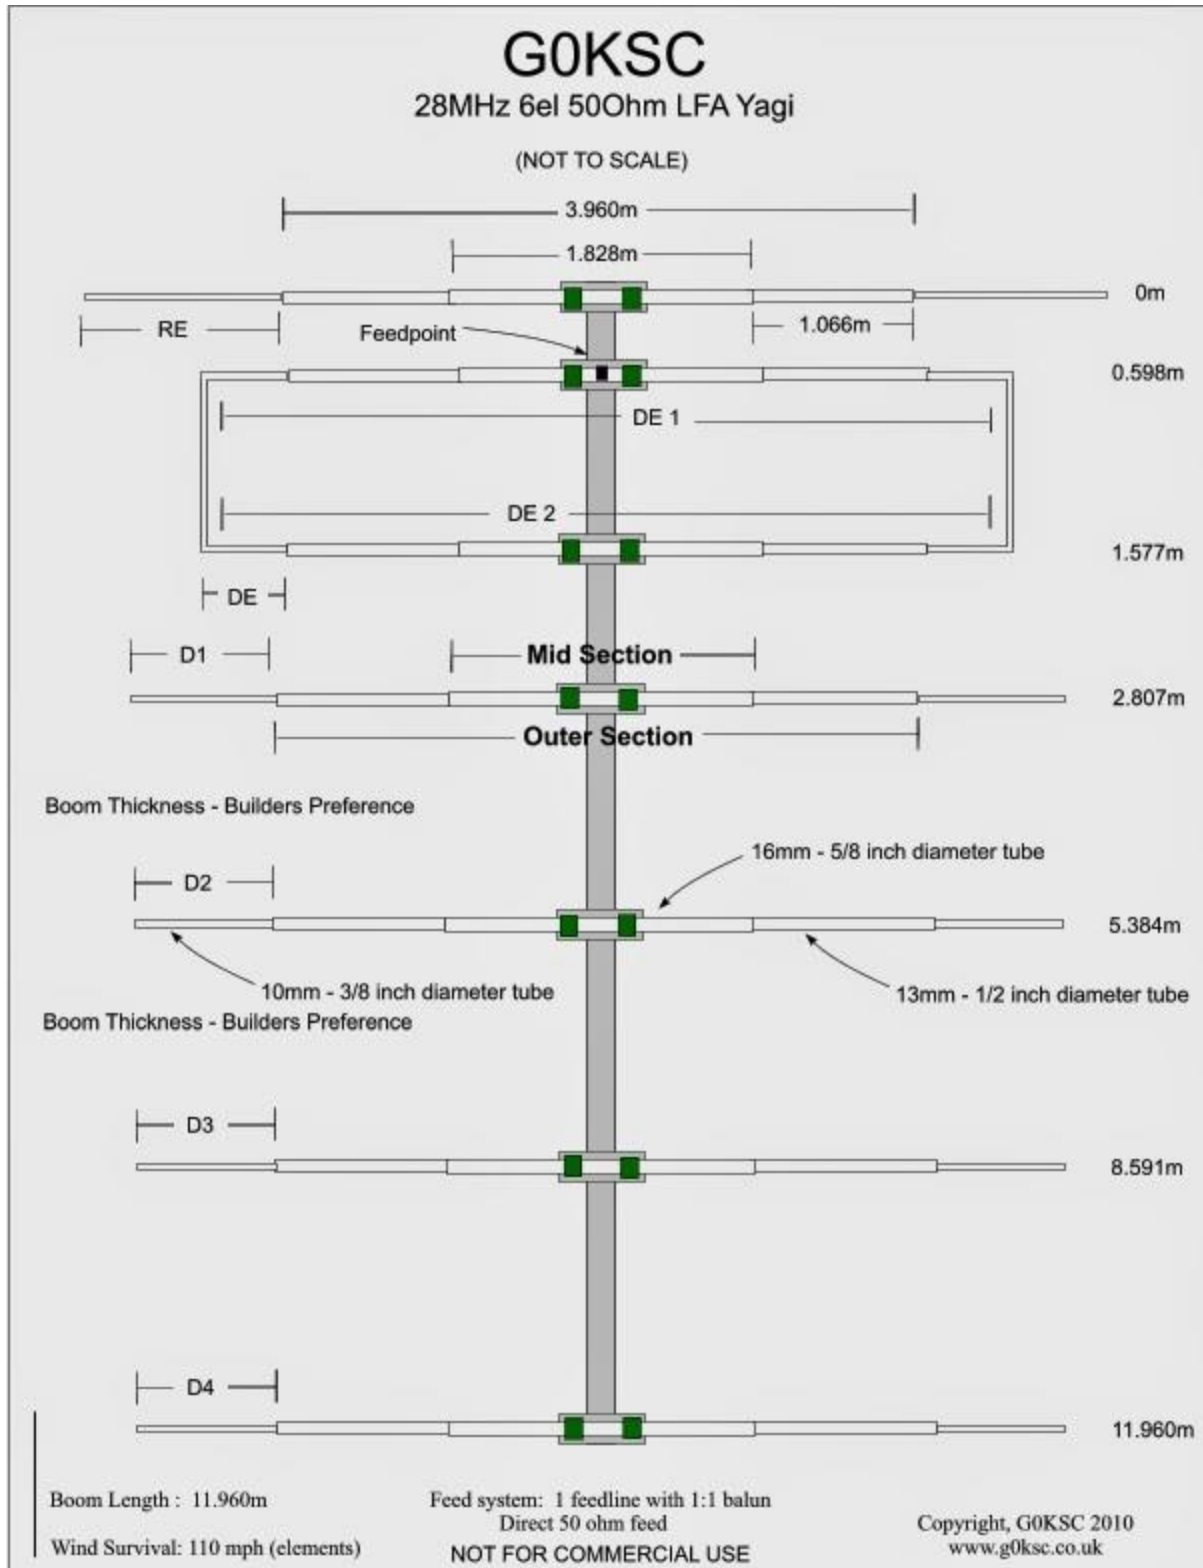 G0KSC
28MHz 6el 50Ohm LFA Yagi
(NOT TO SCALE)
3.960m
1.828m
0m
RE
Feedpoint
1.066m
0.598m
DE 1
DE 2
1.577m
DE
D1
Mid Section
2.807m
Outer Section
Boom Thickness - Builders Preference
16mm - 5/8 inch diameter tube
D2
5.384m
10mm - 3/8 inch diameter tube
13mm - 1/2 inch diameter tube
Boom Thickness - Builders Preference
D3
8.591m
D4
11.960m
Boom Length : 11.960m
Feed system: 1 feedline with 1:1 balun
Direct 50 ohm feed
Copyright, G0KSC 2010
Wind Survival: 110 mph (elements)
NOT FOR COMMERCIAL USE
www.g0ksc.co.uk